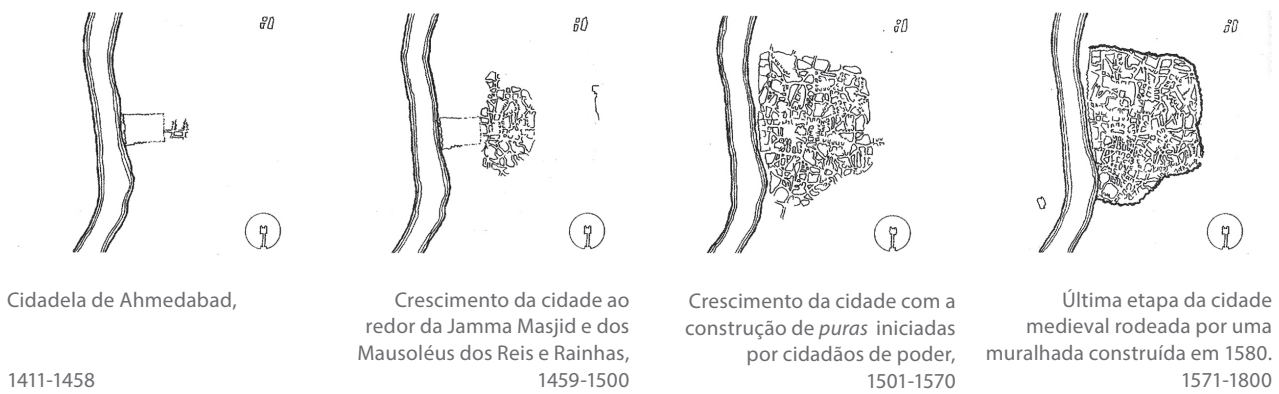 Cidadela de Ahmedabad,
1411-1458
Crescimento da cidade ao
redor da Jamma Masjid e dos
Mausoléus dos Reis e Rainhas,
1459-1500
Crescimento da cidade com a
construção de puras iniciadas
por cidadãos de poder,
1501-1570
Última etapa da cidade
medieval rodeada por uma
muralhada construída em 1580.
1571-1800